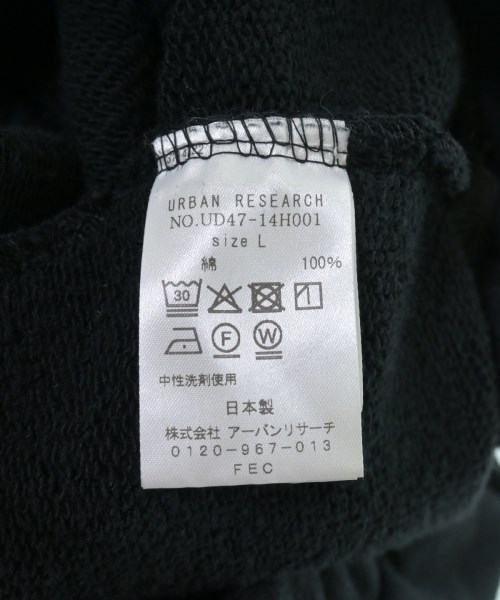 URBAN RESEARCH
NO.UD47-14H001
size L
綿 100%
30
F W
中性洗剤使用
日本製
株式会社 アーバンリサーチ
0120-967-013
FEC